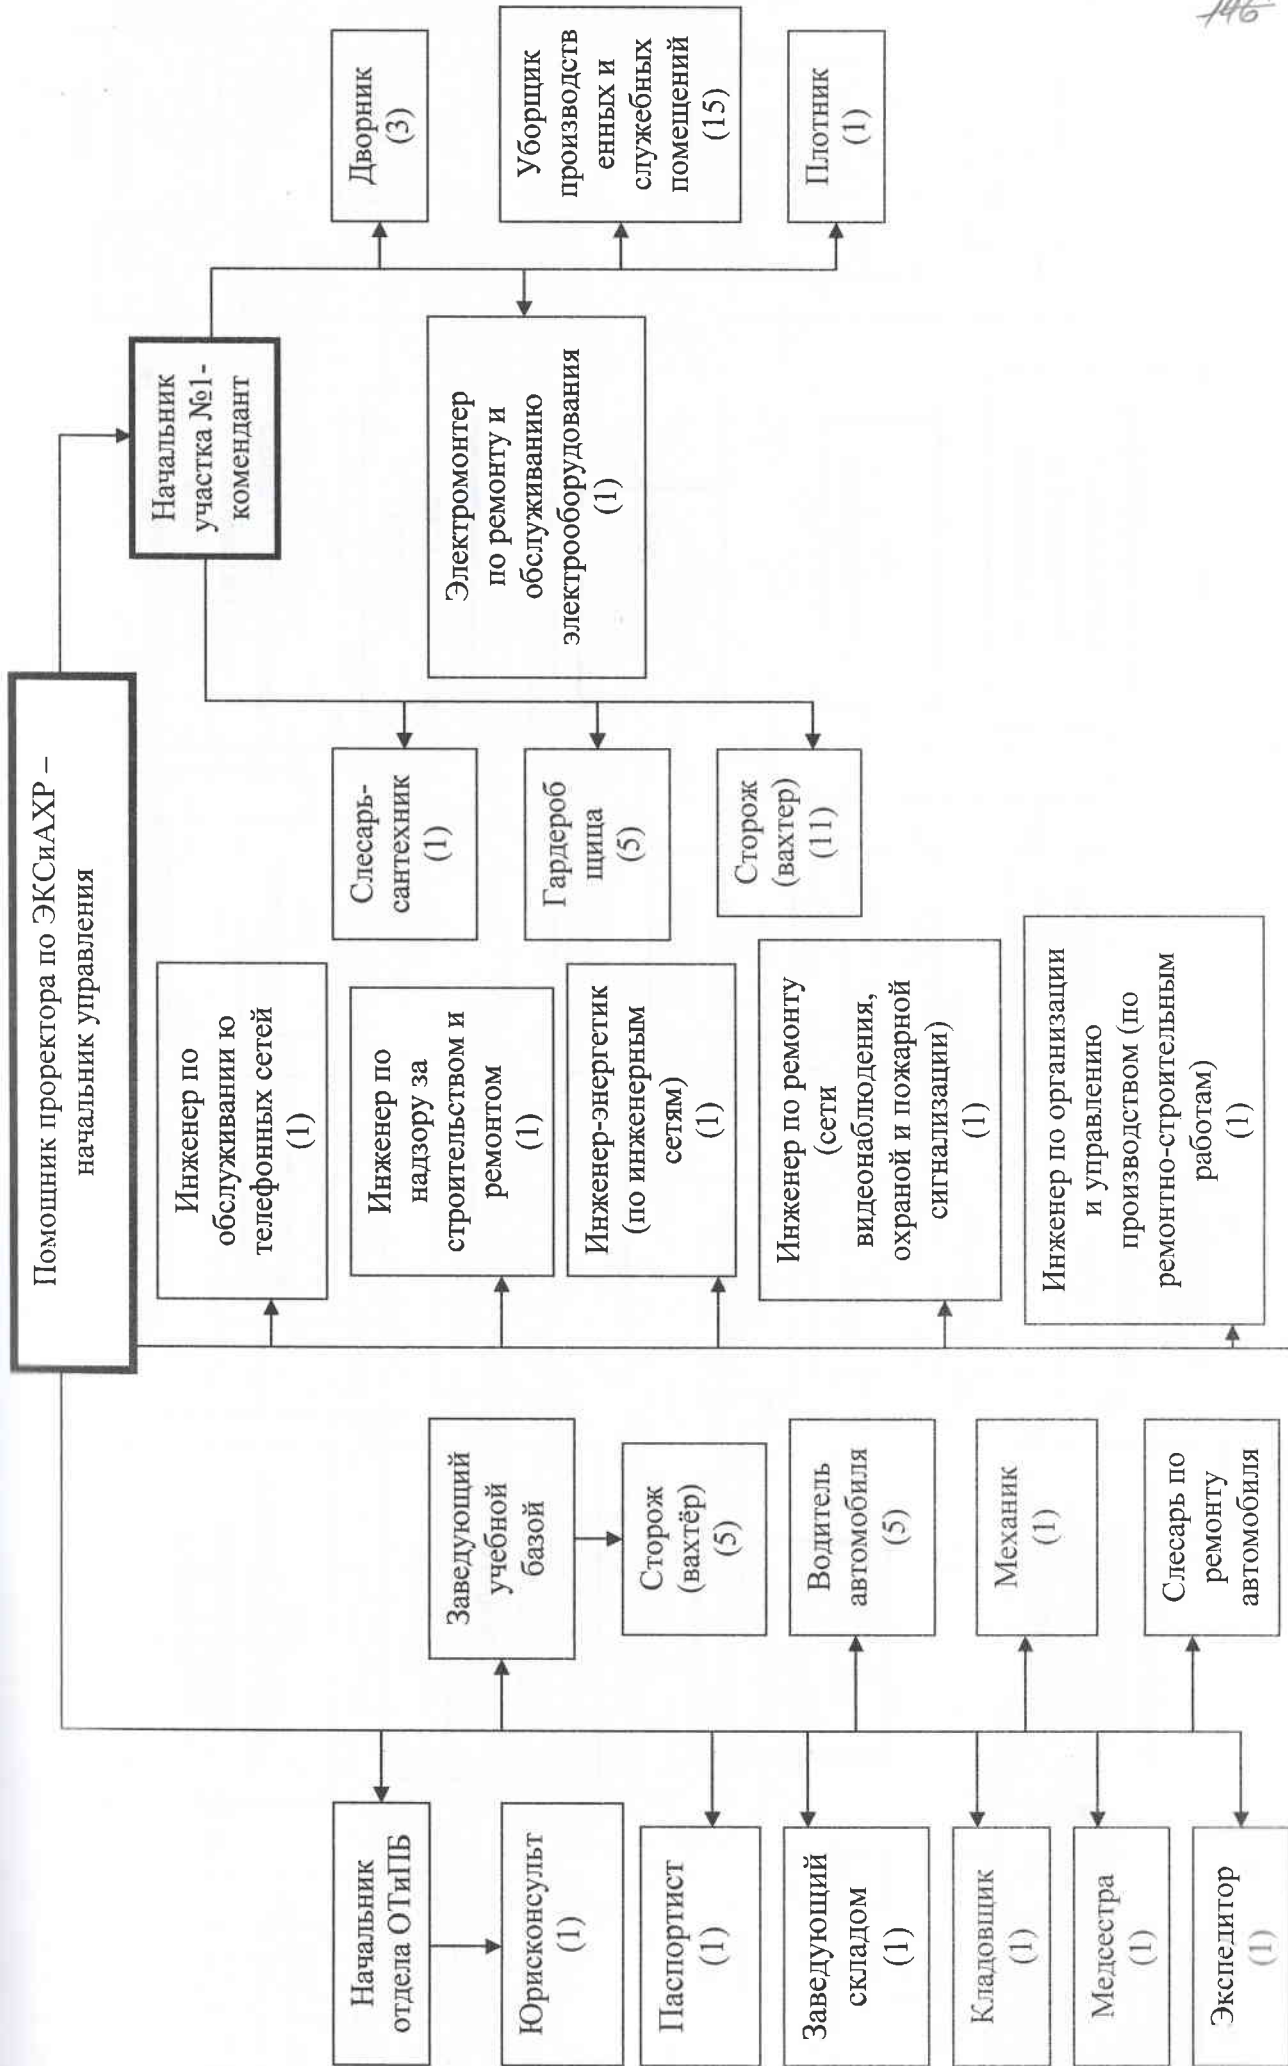 146
Помощник проректора по ЭКСиАХР –
начальник управления
Начальник
отдела ОТиПБ
Юрисконсульт
(1)
Паспортист
(1)
Заведующий
складом
(1)
Кладовщик
(1)
Медсестра
(1)
Экспедитор
(1)
Заведующий
учебной
базой
Сторож
(вахтёр)
(5)
Водитель
автомобиля
(5)
Механик
(1)
Слесарь по
ремонту
автомобиля
Инженер по
обслуживании ю
телефонных сетей
(1)
Инженер по
надзору за
строительством и
ремонтом
(1)
Инженер-энергетик
(по инженерным
сетям)
(1)
Инженер по ремонту
(сети
видеонаблюдения,
охраной и пожарной
сигнализации)
(1)
Инженер по организации
и управлению
производством (по
ремонтно-строительным
работам)
(1)
Начальник
участка №1-
комендант
Слесарь-
сантехник
(1)
Гардероб
щица
(5)
Сторож
(вахтер)
(11)
Электромонтер
по ремонту и
обслуживанию
электрооборудования
(1)
Дворник
(3)
Уборщик
производств
енных и
служебных
помещений
(15)
Плотник
(1)